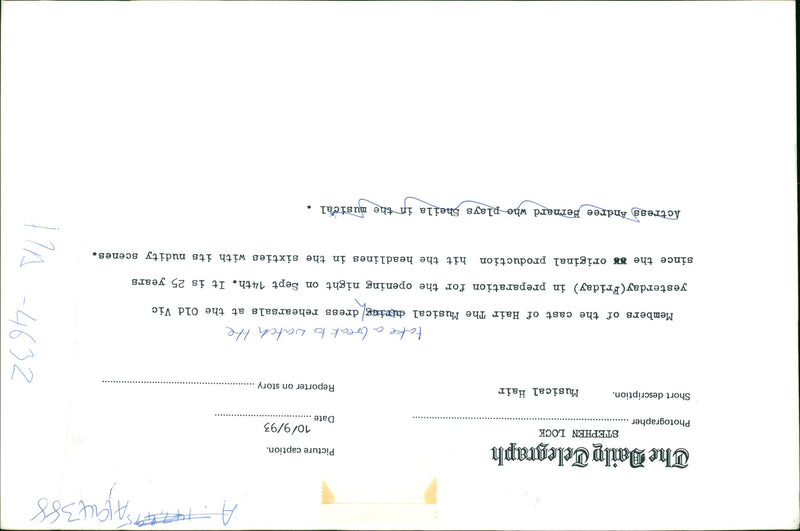 The Daily Telegraph
Picture caption.
STEPHEN LOCK
Photographer
10/9/93
Date
Short description. Musical Hair
Reporter on story
take a break to watch the
Members of the cast of Hair The Musical during dress rehearsals at the Old Vic
yesterday(Friday) in preparation for the opening night on Sept 14th. It is 25 years
since the original production hit the headlines in the sixties with its nudity scenes.
Actress Andree Bernard who plays Sheila in the musical .
-4632